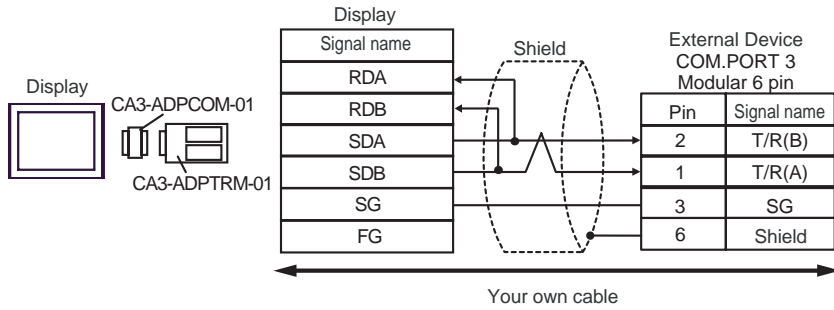 Display
CA3-ADPCOM-01
CA3-ADPTRM-01
Display
Signal name
RDA
RDB
SDA
SDB
SG
FG
Shield
External Device
COM.PORT 3
Modular 6 pin
Pin Signal name
2 T/R(B)
1 T/R(A)
3 SG
6 Shield
Your own cable